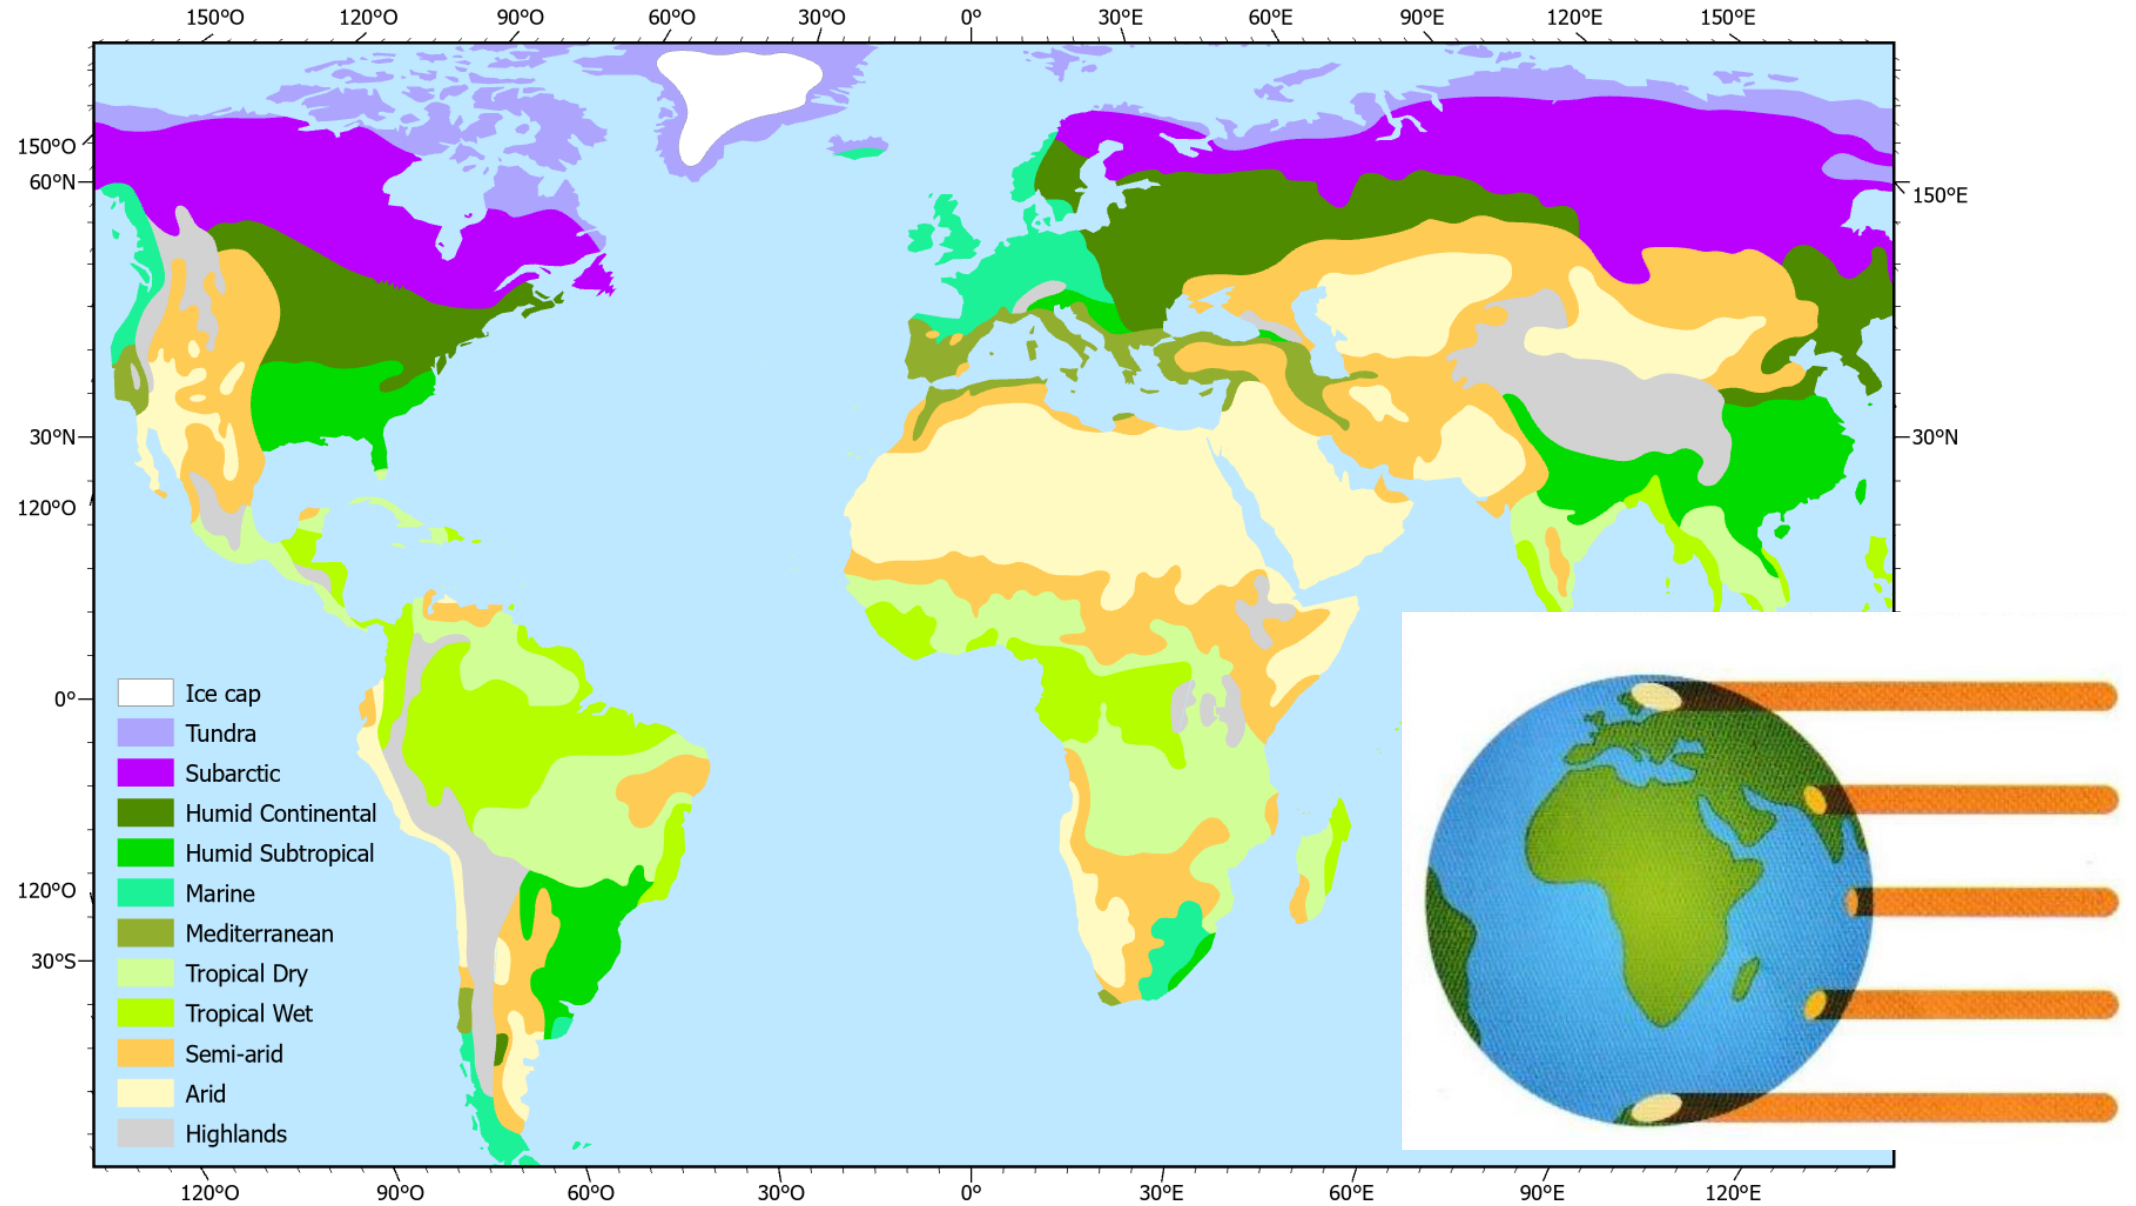 150ºO 120ºO 90ºO 60ºO 30ºO 0º 30ºE 60ºE 90ºE 120ºE 150ºE
150ºO
60ºN
150ºE
30ºN
30ºN
120ºO
0º
120ºO
30ºS
Ice cap
Tundra
Subarctic
Humid Continental
Humid Subtropical
Marine
Mediterranean
Tropical Dry
Tropical Wet
Semi-arid
Arid
Highlands
120ºO 90ºO 60ºO 30ºO 0º 30ºE 60ºE 90ºE 120ºE